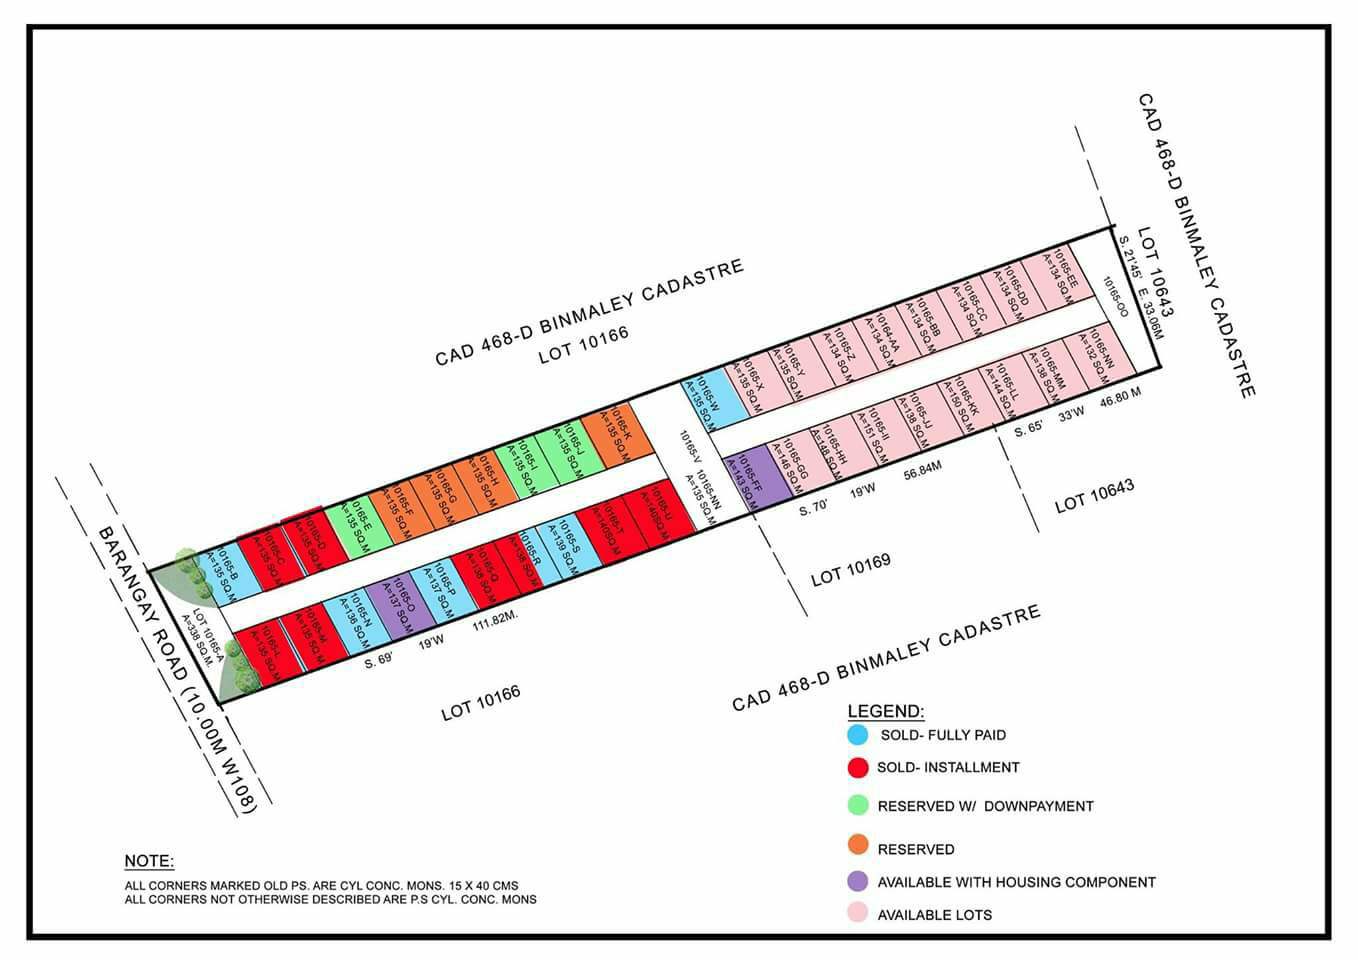 CAD 468-D BINMALEY CADASTRE
LOT 10643
S. 21'45' E. 33.06M
CAD 468-D BINMALEY CADASTRE
LOT 10166
10165-OO
10165-W
A=135 SQ.M
10165-X
A=135 SQ.M
10165-Y
A=135 SQ.M
10165-Z
A=134 SQ.M
10164-AA
A=134 SQ.M
10165-BB
A=134 SQ.M
10165-CC
A=134 SQ.M
10165-DD
A=134 SQ.M
10165-EE
A=134 SQ.M
10165-FF
A=143 SQ.M
10165-GG
A=146 SQ.M
10165-HH
A=148 SQ.M
10165-II
A=151 SQ.M
10165-JJ
A=138 SQ.M
10165-KK
A=150 SQ.M
10165-LL
A=144 SQ.M
10165-MM
A=138 SQ.M
10165-NN
A=132 SQ.M
S. 70' 19'W 56.84M
S. 65' 33'W 46.80 M
10165-V
10165-NN
A=135 SQ.M
10165-B
A=135 SQ.M
10165-C
A=135 SQ.M
10165-D
A=135 SQ.M
10165-E
A=135 SQ.M
10165-F
A=135 SQ.M
10165-G
A=135 SQ.M
10165-H
A=135 SQ.M
10165-I
A=135 SQ.M
10165-J
A=135 SQ.M
10165-K
A=135 SQ.M
LOT 10165-A
A=338 SQ.M.
10165-L
A=135 SQ.M
10165-M
A=135 SQ.M
10165-N
A=136 SQ.M
10165-O
A=137 SQ.M
10165-P
A=137 SQ.M
10165-Q
A=138 SQ.M
10165-R
A=138 SQ.M
10165-S
A=139 SQ.M
10165-T
A=140SQ.M
10165-U
A=140SQ.M
S. 69' 19'W 111.82M.
BARANGAY ROAD (10.00M W108)
LOT 10166
LOT 10169
LOT 10643
CAD 468-D BINMALEY CADASTRE
LEGEND:
SOLD- FULLY PAID
SOLD- INSTALLMENT
RESERVED W/ DOWNPAYMENT
RESERVED
AVAILABLE WITH HOUSING COMPONENT
AVAILABLE LOTS
NOTE:
ALL CORNERS MARKED OLD PS. ARE CYL CONC. MONS. 15 X 40 CMS
ALL CORNERS NOT OTHERWISE DESCRIBED ARE P.S CYL. CONC. MONS